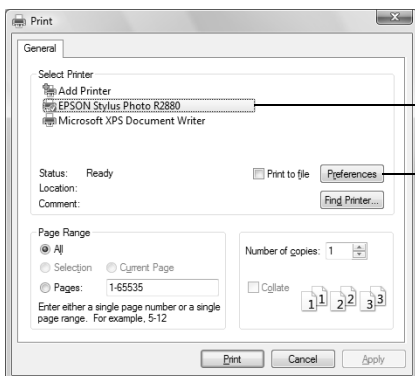 Print
General
Select Printer
Add Printer
EPSON Stylus Photo R2880
Microsoft XPS Document Writer
Status: Ready
Print to file
Preferences
Location:
Comment:
Find Printer...
Page Range
All
Selection
Current Page
Pages: 1-65535
Enter either a single page number or a single
page range. For example, 5-12
Number of copies: 1
Collate
1 1 2 2 3 3
Print
Cancel
Apply